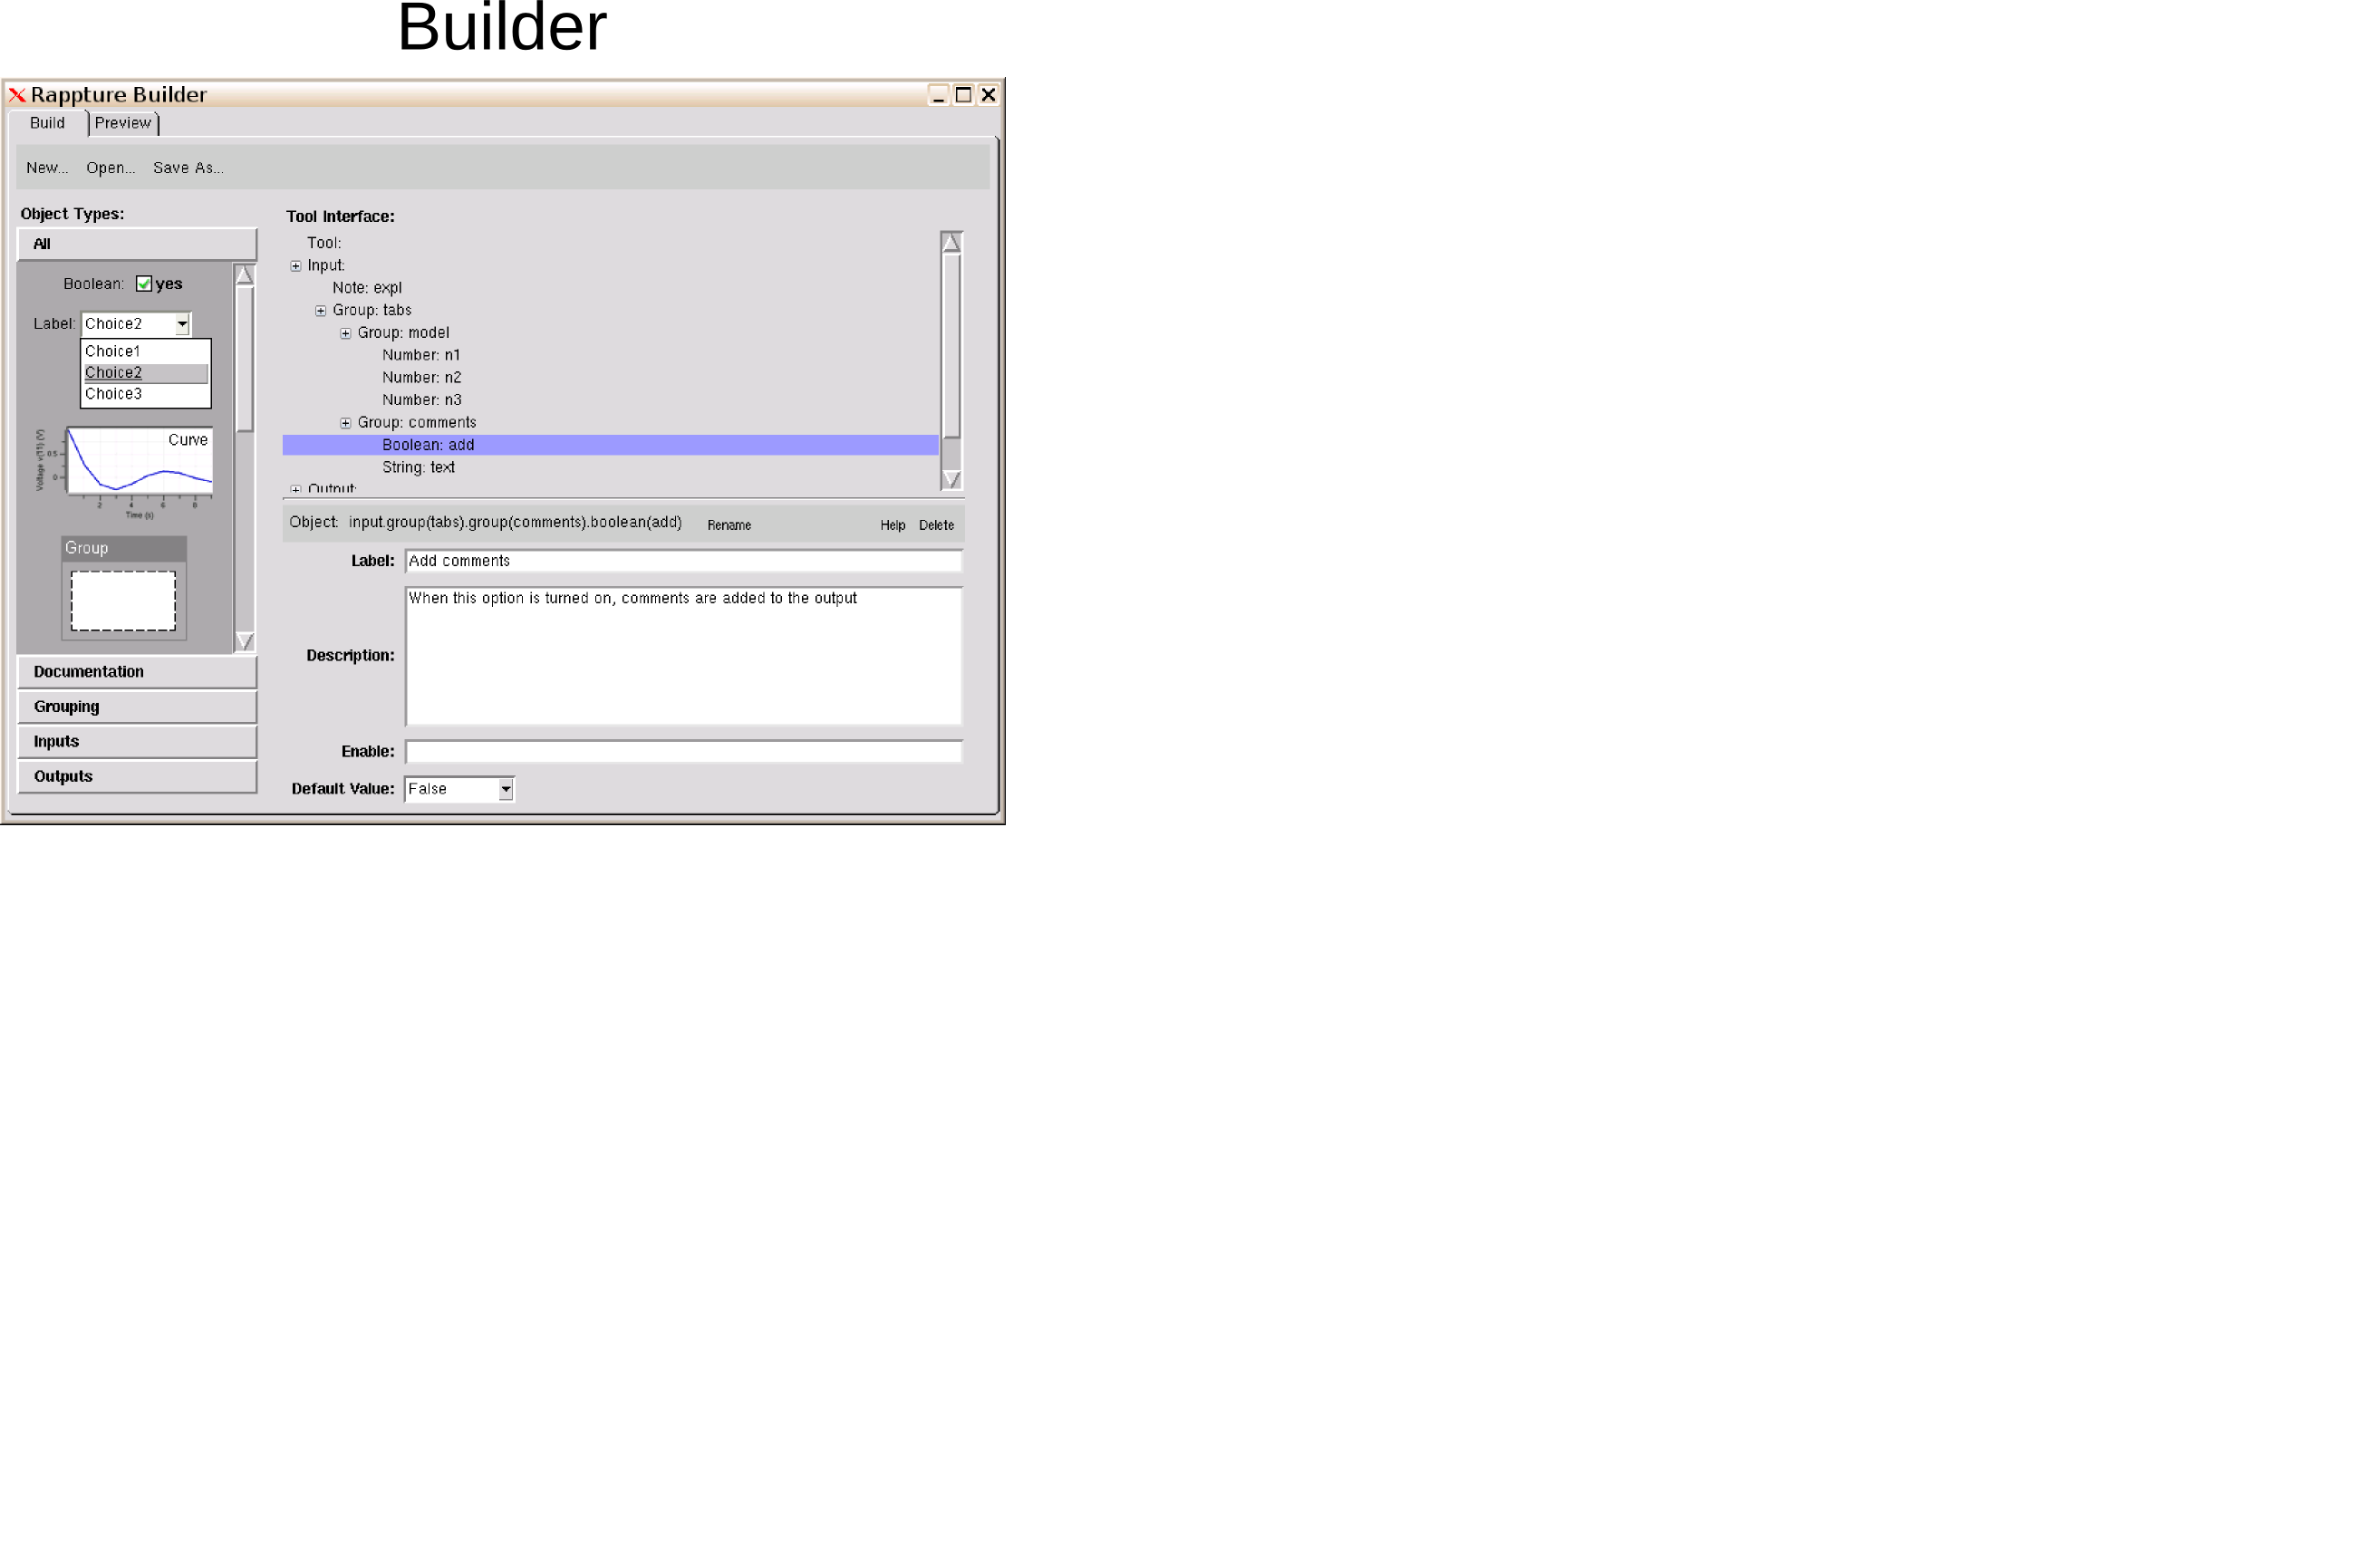 Builder
Rappture Builder
Build Preview
New... Open... Save As...
Object Types:
All
Boolean: yes
Label: Choice2
Choice1
Choice2
Choice3
Curve
Voltage v(11) (V)
0.5
0
2 4 6 8
Time (s)
Group
Documentation
Grouping
Inputs
Outputs
Tool Interface:
Tool:
Input:
Note: expl
Group: tabs
Group: model
Number: n1
Number: n2
Number: n3
Group: comments
Boolean: add
String: text
Output:
Object: input.group(tabs).group(comments).boolean(add) Rename Help Delete
Label: Add comments
Description: When this option is turned on, comments are added to the output
Enable:
Default Value: False